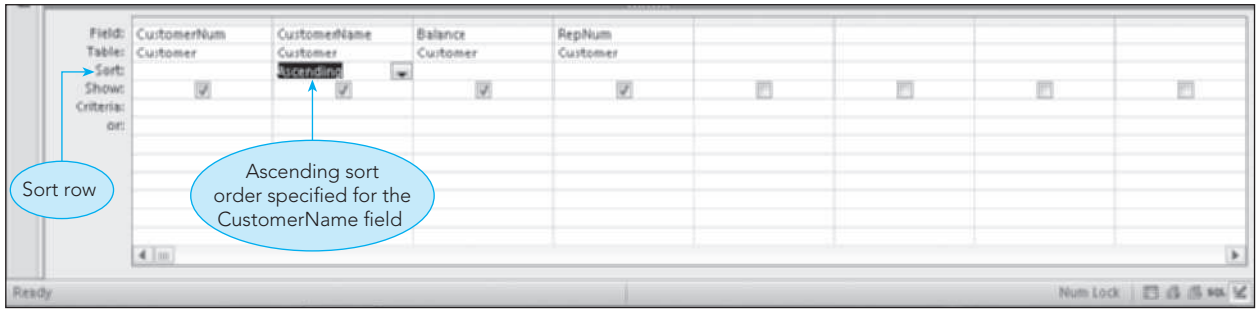 Field: CustomerNum CustomerName Balance RepNum
Table: Customer Customer Customer Customer
Sort: Ascending
Show:
Criteria:
or:
Sort row
Ascending sort
order specified for the
CustomerName field
Ready Num Lock SQL